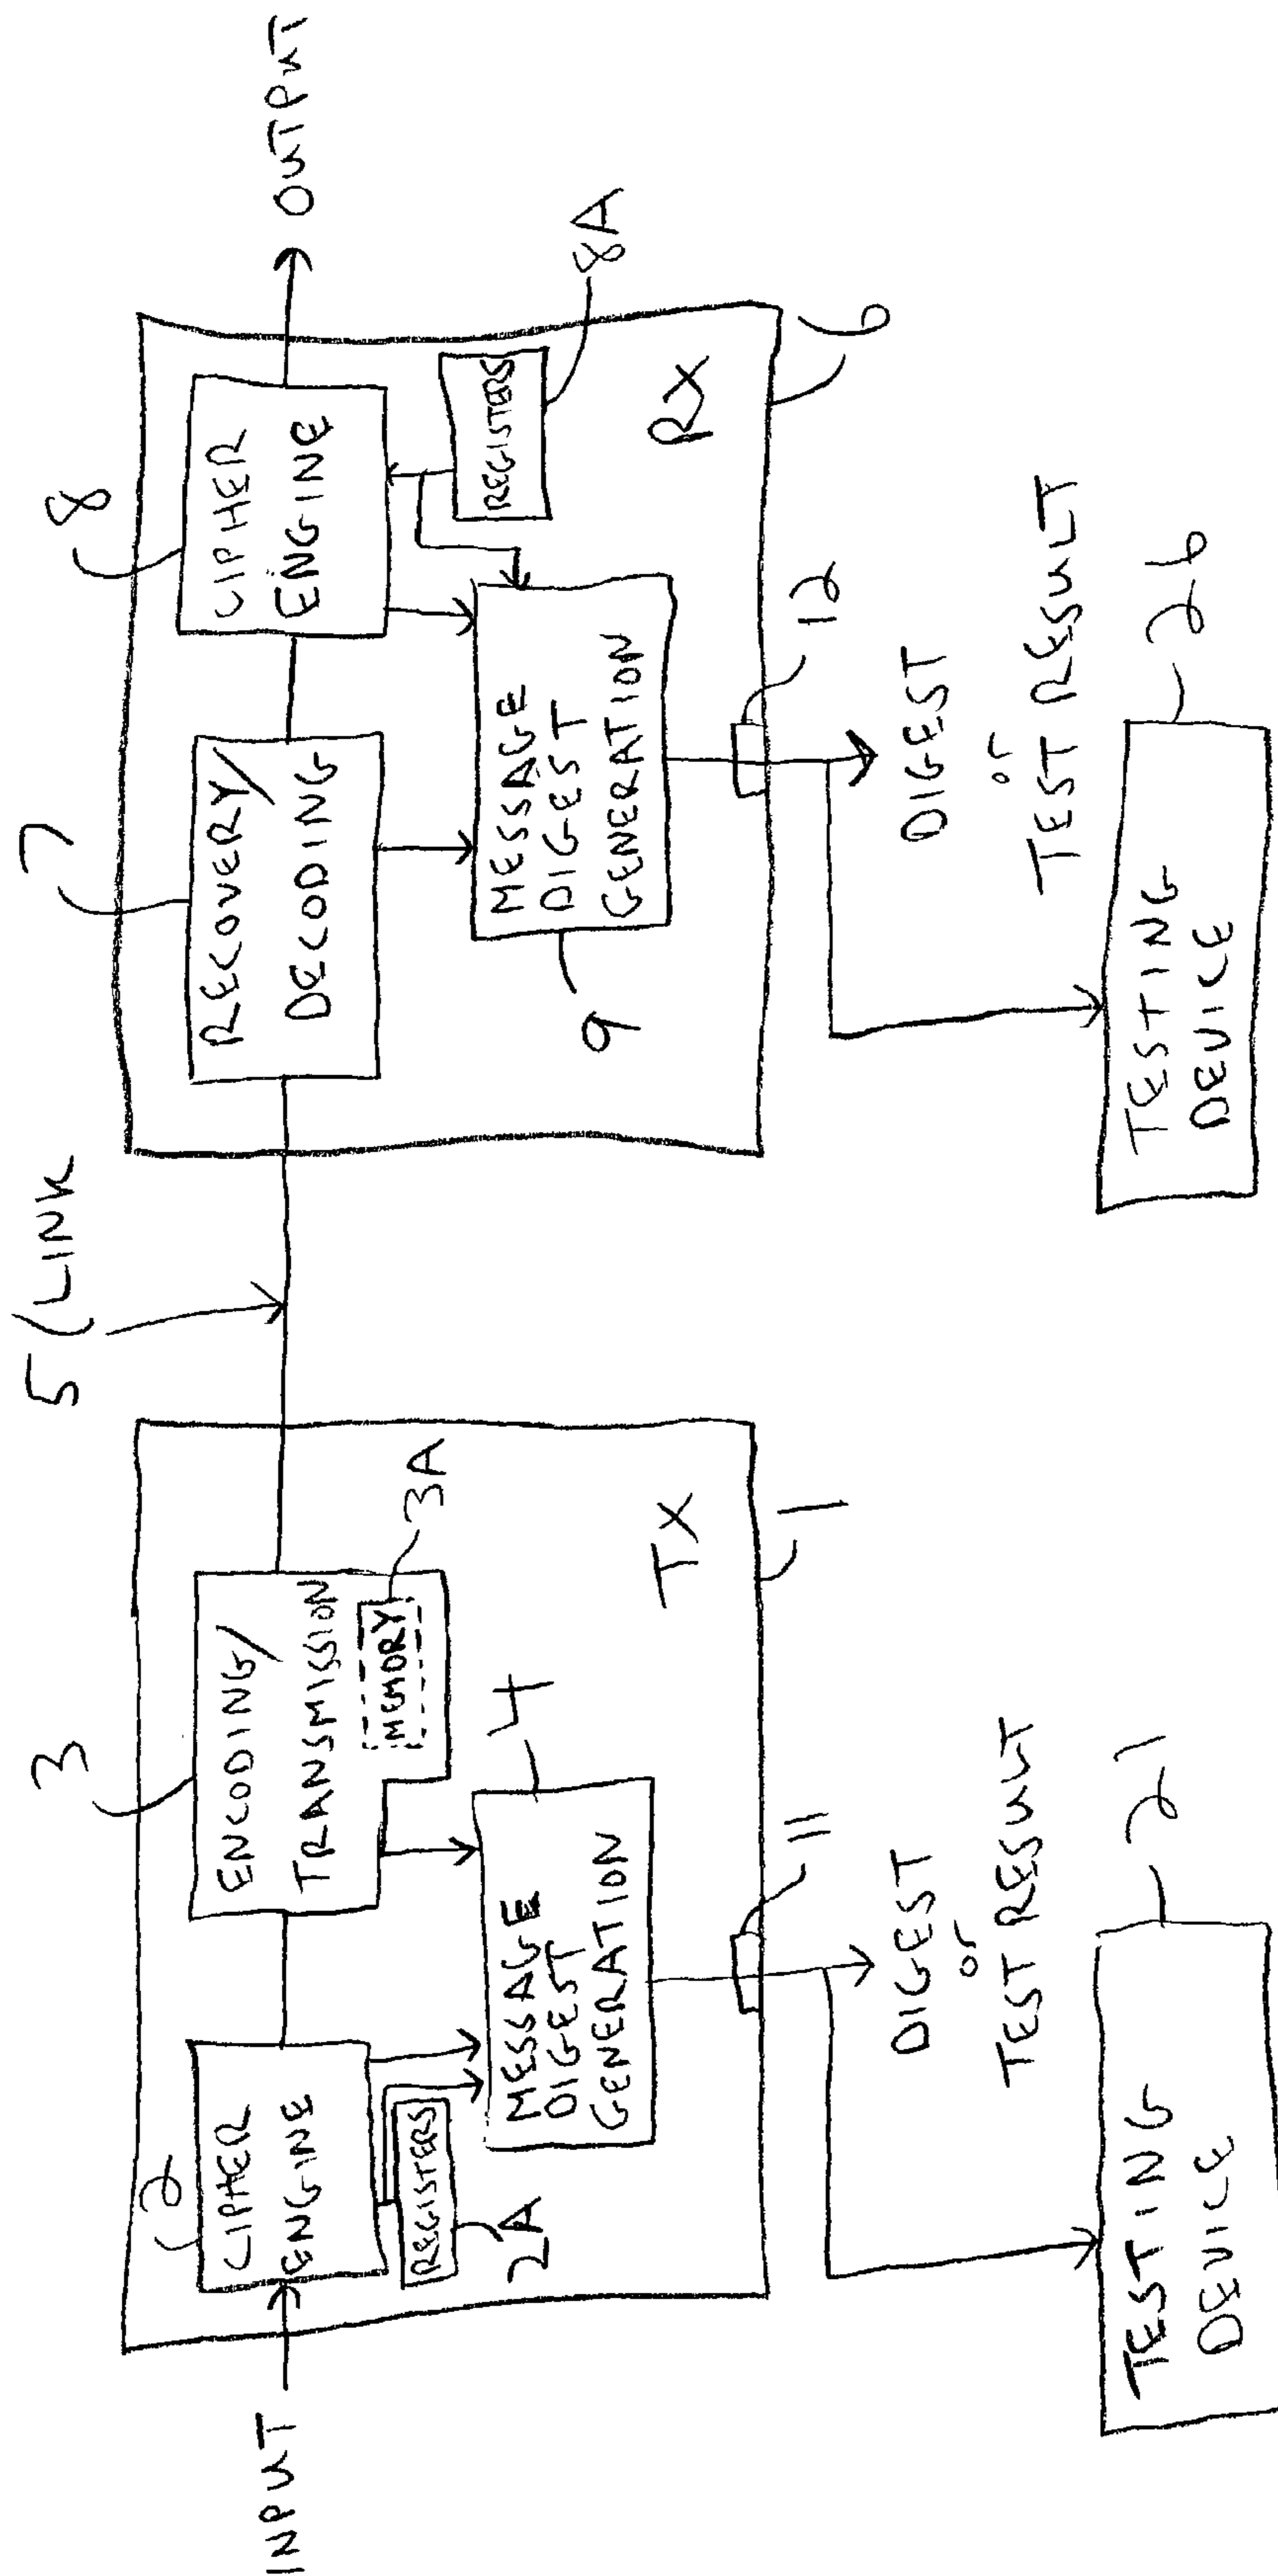 5
LINK
INPUT
2
CIPHER
ENGINE
REGISTERS
2A
3
ENCODING/
TRANSMISSION
MEMORY
3A
MESSAGE
DIGEST
GENERATION
4
TX
1
11
DIGEST
or
TEST RESULT
TESTING
DEVICE
21
7
RECOVERY/
DECODING
8
CIPHER
ENGINE
OUTPUT
REGISTERS
8A
MESSAGE
DIGEST
GENERATION
9
RX
6
12
DIGEST
or
TEST RESULT
TESTING
DEVICE
26